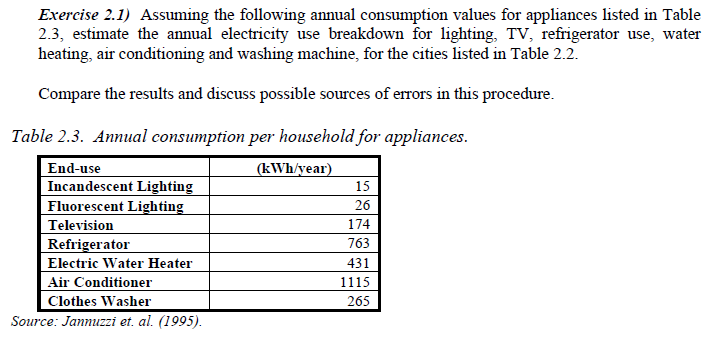 Exercise 2.1) Assuming the following annual consumption values for appliances listed in Table
2.3, estimate the annual electricity use breakdown for lighting, TV, refrigerator use, water
heating, air conditioning and washing machine, for the cities listed in Table 2.2.
Compare the results and discuss possible sources of errors in this procedure.
Table 2.3. Annual consumption per household for appliances.
End-use (kWh/year)
Incandescent Lighting 15
Fluorescent Lighting 26
Television 174
Refrigerator 763
Electric Water Heater 431
Air Conditioner 1115
Clothes Washer 265
Source: Jannuzzi et. al. (1995).